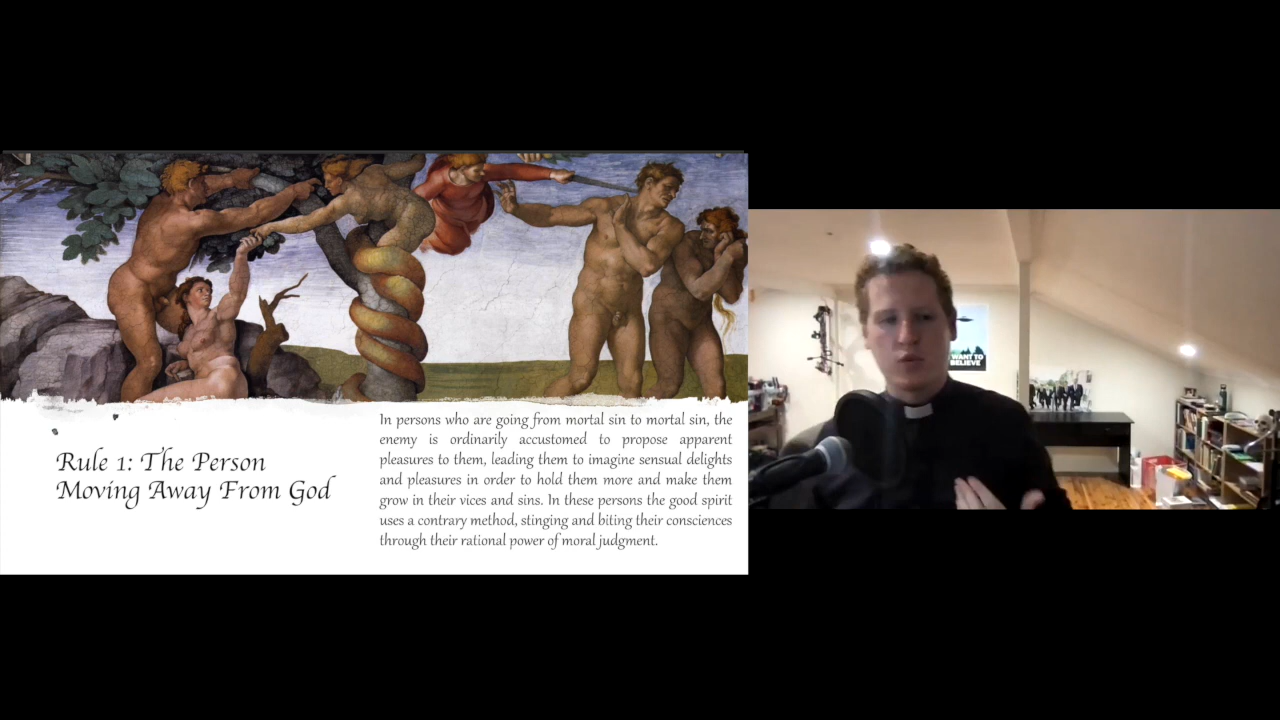 Rule 1: The Person
Moving Away From God
In persons who are going from mortal sin to mortal sin, the
enemy is ordinarily accustomed to propose apparent
pleasures to them, leading them to imagine sensual delights
and pleasures in order to hold them more and make them
grow in their vices and sins. In these persons the good spirit
uses a contrary method, stinging and biting their consciences
through their rational power of moral judgment.
WANT TO
BELIEVE